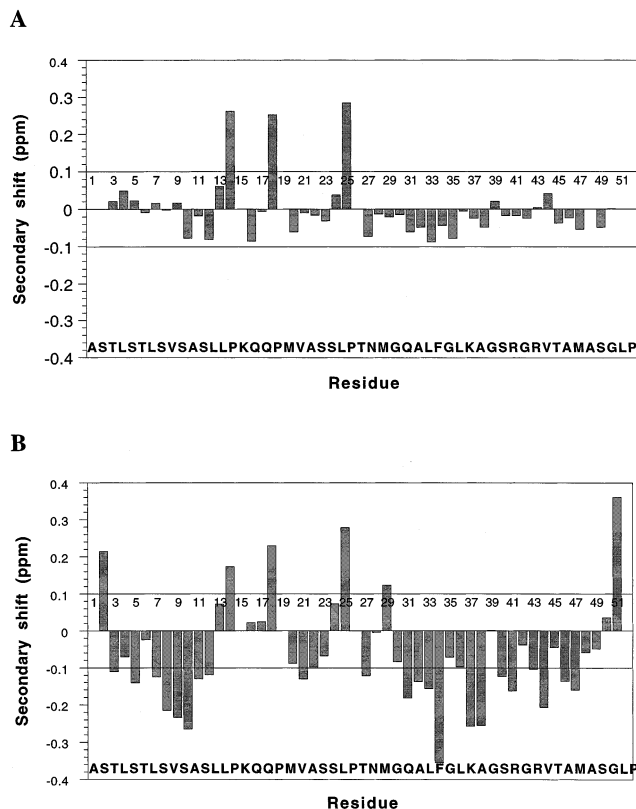 A
Secondary shift (ppm)
0.4
0.3
0.2
0.1
1 3 5 7 9 11 13 15 17 19 21 23 25 27 29 31 33 35 37 39 41 43 45 47 49 51
0
-0.1
-0.2
-0.3
-0.4
ASTLSTLSVSASLLPKQQPMVASSLPTNMGQALFGLKAGSRGRVTAMASGLP
Residue
B
Secondary shift (ppm)
0.4
0.3
0.2
0.1
1 3 5 7 9 11 13 15 17 19 21 23 25 27 29 31 33 35 37 39 41 43 45 47 49 51
0
-0.1
-0.2
-0.3
-0.4
ASTLSTLSVSASLLPKQQPMVASSLPTNMGQALFGLKAGSRGRVTAMASGLP
Residue